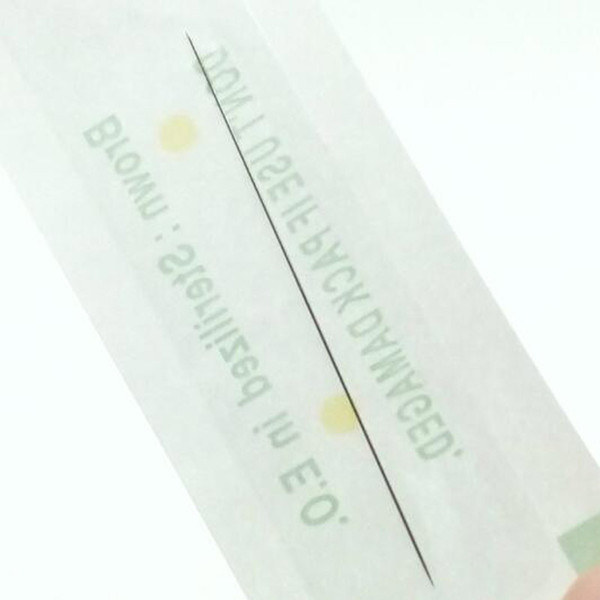 DON'T USE IF PACK DAMAGED.
Brown : Sterilized in E.O.